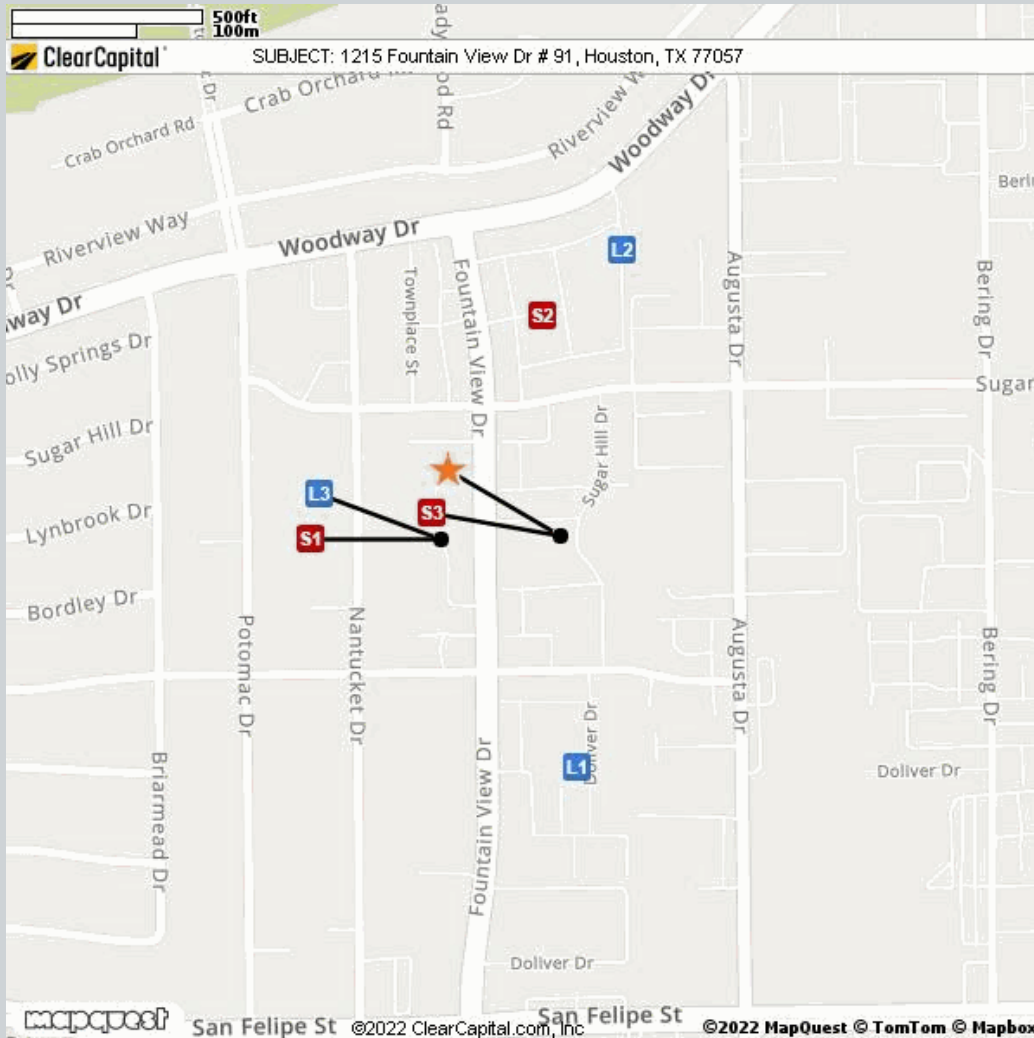 500ft
100m
ClearCapital
SUBJECT: 1215 Fountain View Dr # 91, Houston, TX 77057
Crab Orchard
Crab Orchard Rd
Riverview
Woodway Dr
Riverview Way
Woodway Dr
Townplace St
Fountain View Dr
L2
S2
Augusta Dr
Bering Dr
way Dr
olly Springs Dr
Sugar
Sugar Hill Dr
Sugar Hill Dr
L3
S3
S1
Lynbrook Dr
Bordley Dr
Potomac Dr
Nantucket Dr
Augusta Dr
Bering Dr
L1
Doliver Dr
Doliver Dr
Briarmead Dr
Fountain View Dr
Doliver Dr
mapquest
San Felipe St
San Felipe St
©2022 ClearCapital.com, Inc
©2022 MapQuest © TomTom © Mapbox